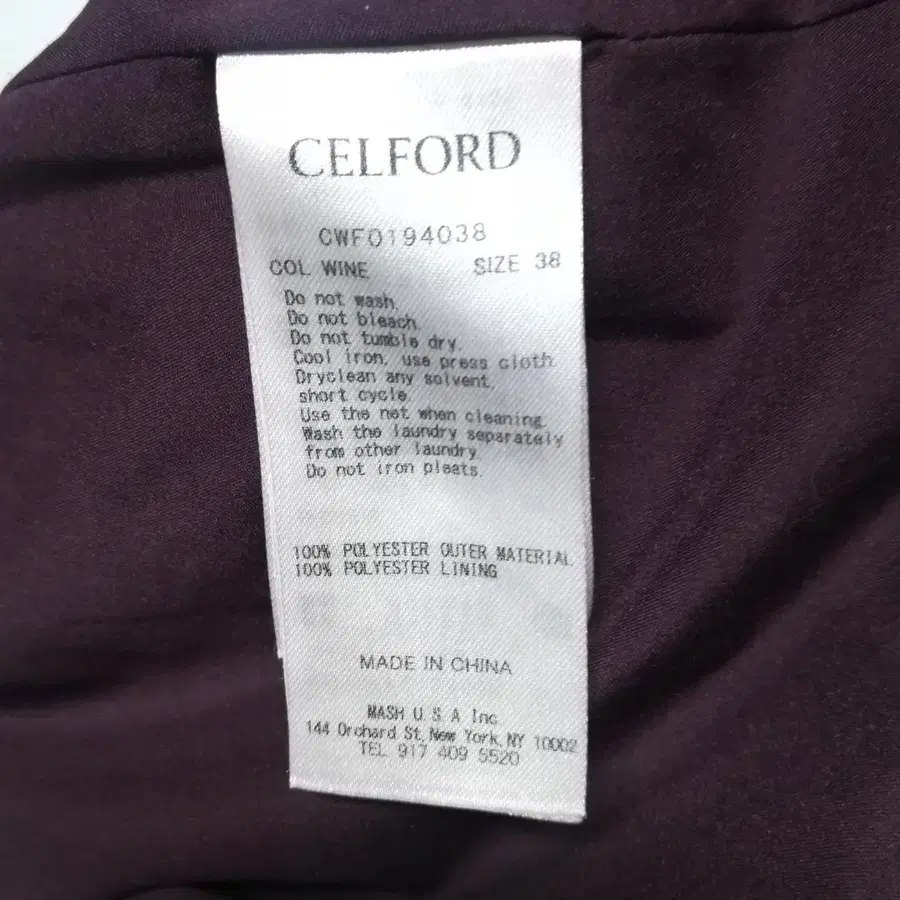 CELFORD
CWF0194038
COL WINE SIZE 38
Do not wash.
Do not bleach.
Do not tumble dry.
Cool iron, use press cloth
Dryclean any solvent,
short cycle.
Use the net when cleaning.
Wash the laundry separately
from other laundry.
Do not iron pleats.
100% POLYESTER OUTER MATERIAL
100% POLYESTER LINING
MADE IN CHINA
MASH U.S.A Inc
144 Orchard St, New York, NY 10002
TEL 917 409 5520